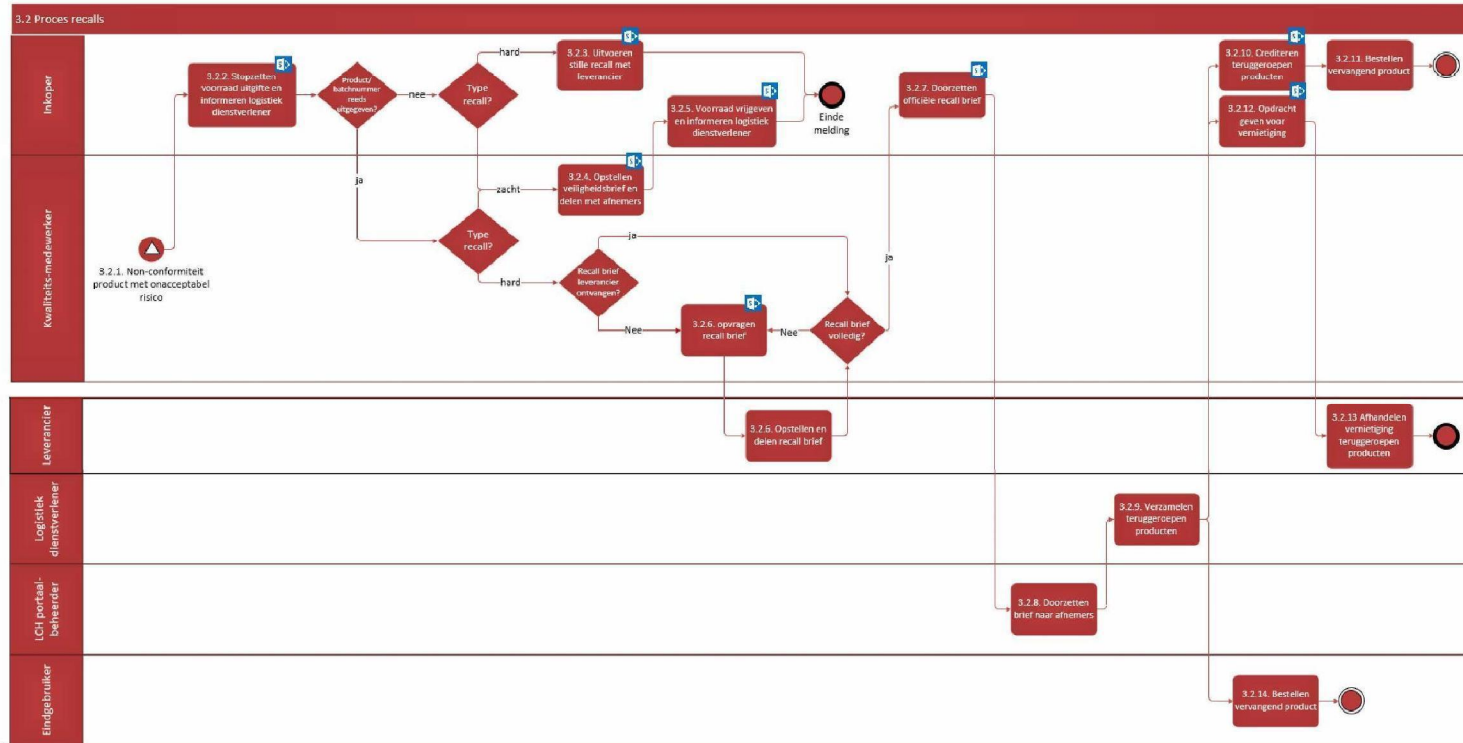 3.2 Proces recalls
Inkoper
3.2.2. Stopzetten
voorraad uitgifte en
informeren logistiek
dienstverlener
Product/
batchnummer
reeds
uitgegeven?
nee
Type
recall?
hard
3.2.3. Uitvoeren
stille recall met
leverancier
3.2.5. Voorraad vrijgeven
en informeren logistiek
dienstverlener
Einde
melding
3.2.7. Doorzetten
officiële recall brief
3.2.10. Crediteren
teruggeroepen
producten
3.2.11. Bestellen
vervangend product
3.2.12. Opdracht
geven voor
vernietiging
Kwaliteits-medewerker
3.2.1. Non-conformiteit
product met onacceptabel
risico
ja
zacht
3.2.4. Opstellen
veiligheidsbrief en
delen met afnemers
Type
recall?
hard
Recall brief
leverancier
ontvangen?
ja
Nee
3.2.6. opvragen
recall brief
Nee
Recall brief
volledig?
ja
Leverancier
3.2.6. Opstellen en
delen recall brief
3.2.13 Afhandelen
vernietiging
teruggeroepen
producten
Logistiek
dienstverlener
3.2.9. Verzamelen
teruggeroepen
producten
LCH portaal-
beheerder
3.2.8. Doorzetten
brief naar afnemers
Eindgebruiker
3.2.14. Bestellen
vervangend product